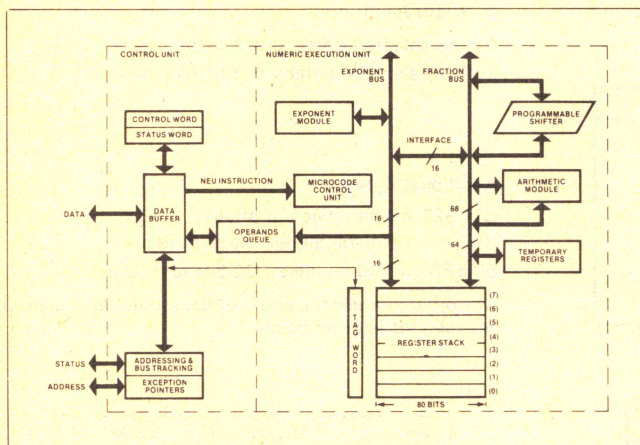 CONTROL UNIT
NUMERIC EXECUTION UNIT
EXPONENT
BUS
FRACTION
BUS
CONTROL WORD
STATUS WORD
EXPONENT
MODULE
PROGRAMMABLE
SHIFTER
INTERFACE
16
NEU INSTRUCTION
MICROCODE
CONTROL
UNIT
ARITHMETIC
MODULE
DATA
DATA
BUFFER
OPERANDS
QUEUE
16
68
64
TEMPORARY
REGISTERS
16
TAG WORD
REGISTER STACK
(7)
(6)
(5)
(4)
(3)
(2)
(1)
(0)
STATUS
ADDRESS
ADDRESSING &
BUS TRACKING
EXCEPTION
POINTERS
80 BITS